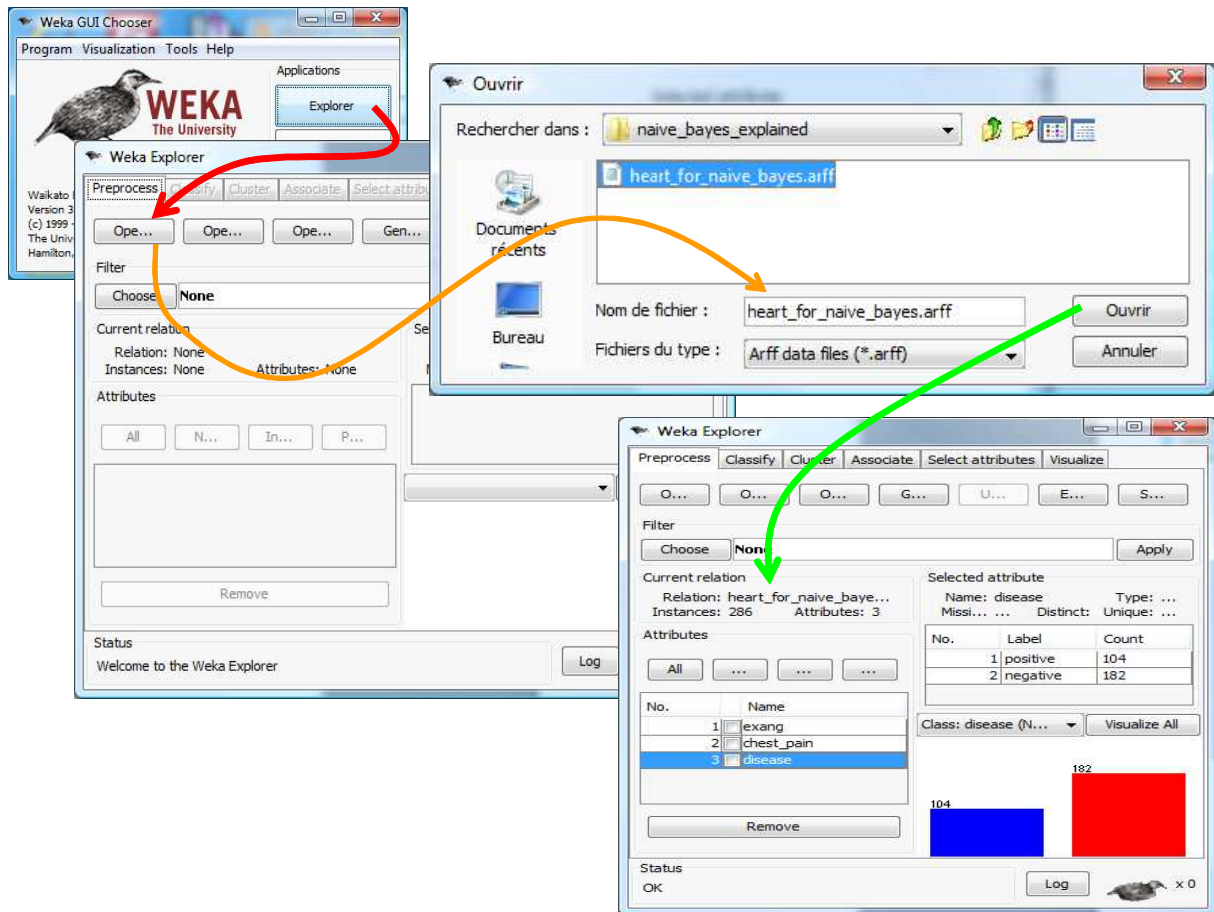 Weka GUI Chooser
Program Visualization Tools Help
Applications
WEKA
The University
Explorer
Waikato
Version 3
(c) 1999 -
The Univ
Hamilton,
Weka Explorer
Preprocess Classify Cluster Associate Select attribu
Ope... Ope... Ope... Gen...
Filter
Choose None
Current relation
Relation: None
Instances: None Attributes: None
Se
Attributes
All N... In... P...
Remove
Status
Welcome to the Weka Explorer
Log
Ouvrir
Rechercher dans : naive_bayes_explained
heart_for_naive_bayes.arff
Documents récents
Bureau
Nom de fichier : heart_for_naive_bayes.arff Ouvrir
Fichiers du type : Arff data files (*.arff) Annuler
Weka Explorer
Preprocess Classify Cluster Associate Select attributes Visualize
O... O... O... G... U... E... S...
Filter
Choose None Apply
Current relation
Relation: heart_for_naive_baye...
Instances: 286 Attributes: 3
Selected attribute
Name: disease Type: ...
Missi... ... Distinct: Unique: ...
No. Label Count
1 positive 104
2 negative 182
Attributes
All ... ... ...
No. Name
1 exang
2 chest_pain
3 disease
Remove
Class: disease (N... Visualize All
104
182
Status
OK
Log
x 0